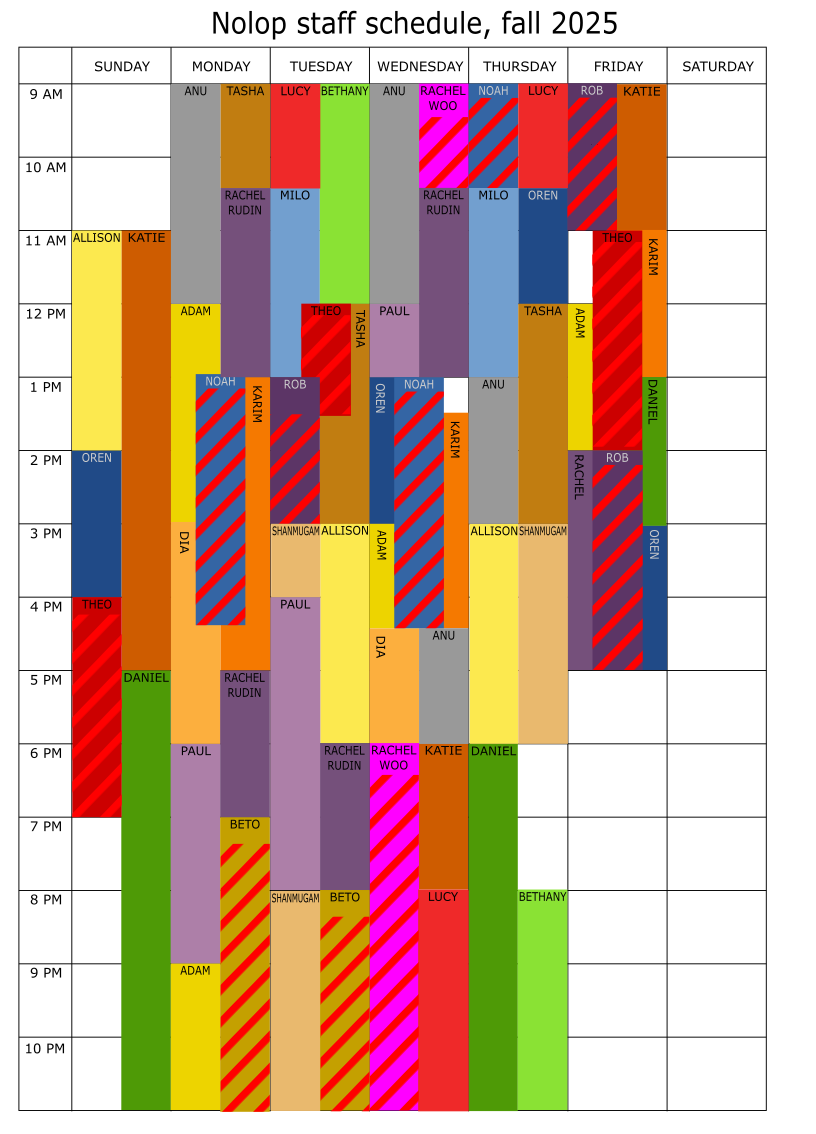 Nolop staff schedule, fall 2025
SUNDAY MONDAY TUESDAY WEDNESDAY THURSDAY FRIDAY SATURDAY
9 AM ANU TASHA LUCY BETHANY ANU RACHEL WOO NOAH LUCY ROB KATIE
10 AM
RACHEL RUDIN MILO RACHEL RUDIN MILO OREN
11 AM ALLISON KATIE THEO KARIM
12 PM ADAM THEO TASHA PAUL TASHA ADAM
1 PM NOAH KARIM ROB OREN NOAH ANU DANIEL
KARIM
2 PM OREN RACHEL ROB
3 PM DIA SHANMUGAM ALLISON ADAM ALLISON SHANMUGAM OREN
4 PM THEO PAUL
DIA ANU
5 PM DANIEL RACHEL RUDIN
6 PM PAUL RACHEL RUDIN RACHEL WOO KATIE DANIEL
7 PM BETO
8 PM SHANMUGAM BETO LUCY BETHANY
9 PM ADAM
10 PM